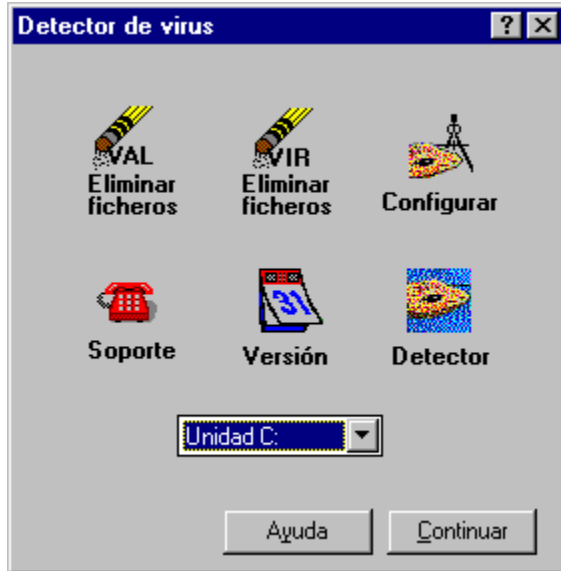 Detector de virus
VAL
Eliminar
ficheros
VIR
Eliminar
ficheros
Configurar
Soporte
31
Versión
Detector
Unidad C:
Ayuda
Continuar